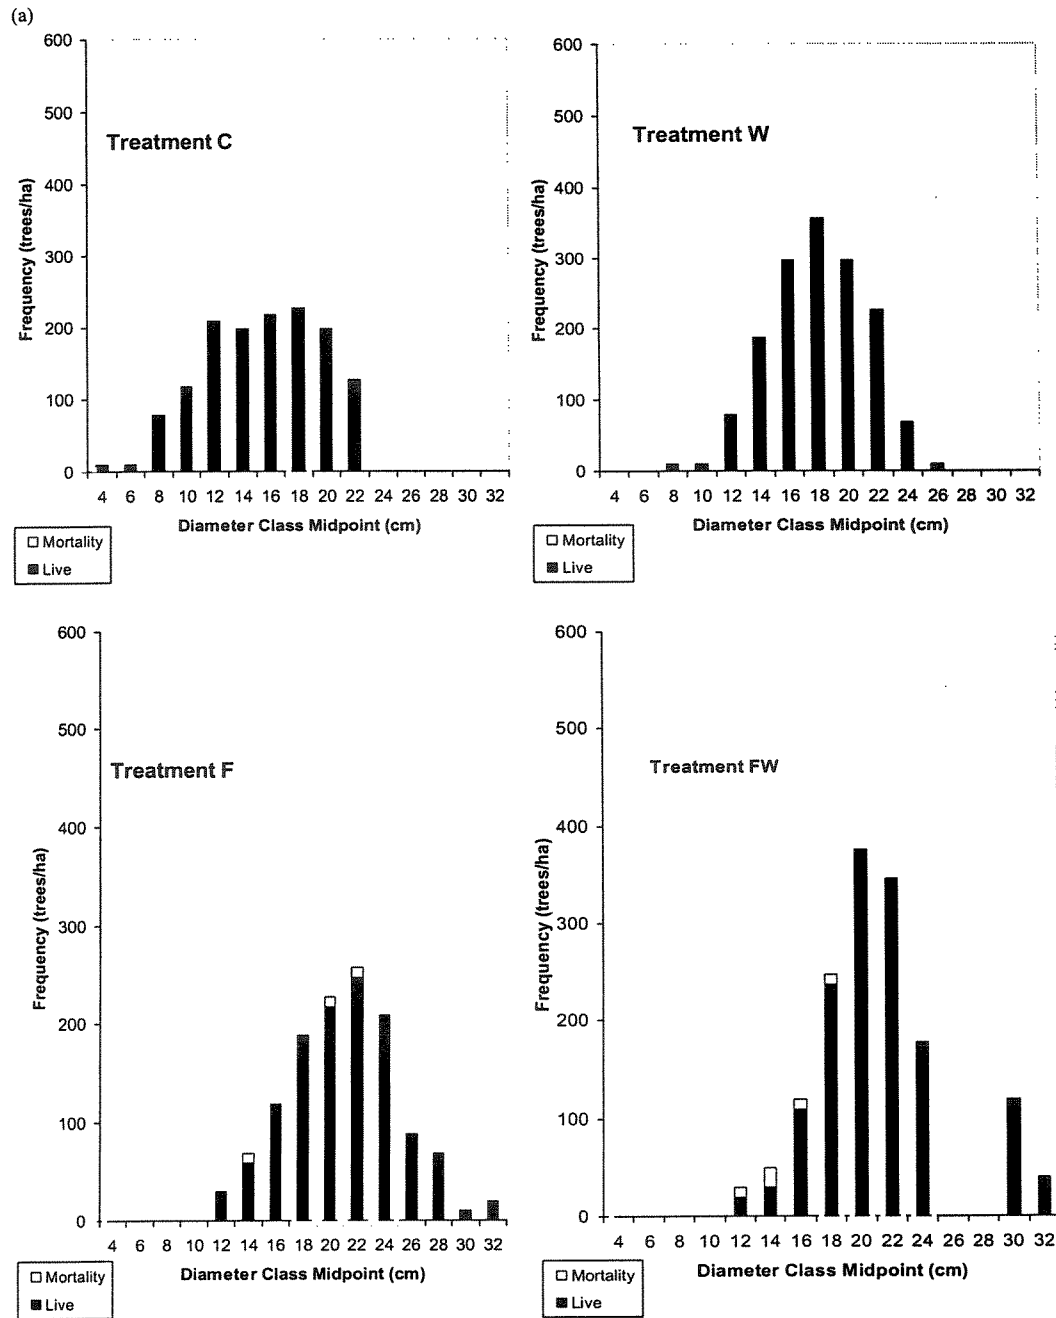 (a)
600
500
400
300
200
100
0
Frequency (trees/ha)
Treatment C
4 6 8 10 12 14 16 18 20 22 24 26 28 30 32
Diameter Class Midpoint (cm)
Mortality
Live
600
500
400
300
200
100
0
Frequency (trees/ha)
Treatment W
4 6 8 10 12 14 16 18 20 22 24 26 28 30 32
Diameter Class Midpoint (cm)
Mortality
Live
600
500
400
300
200
100
0
Frequency (trees/ha)
Treatment F
4 6 8 10 12 14 16 18 20 22 24 26 28 30 32
Diameter Class Midpoint (cm)
Mortality
Live
600
500
400
300
200
100
0
Frequency (trees/ha)
Treatment FW
4 6 8 10 12 14 16 18 20 22 24 26 28 30 32
Diameter Class Midpoint (cm)
Mortality
Live